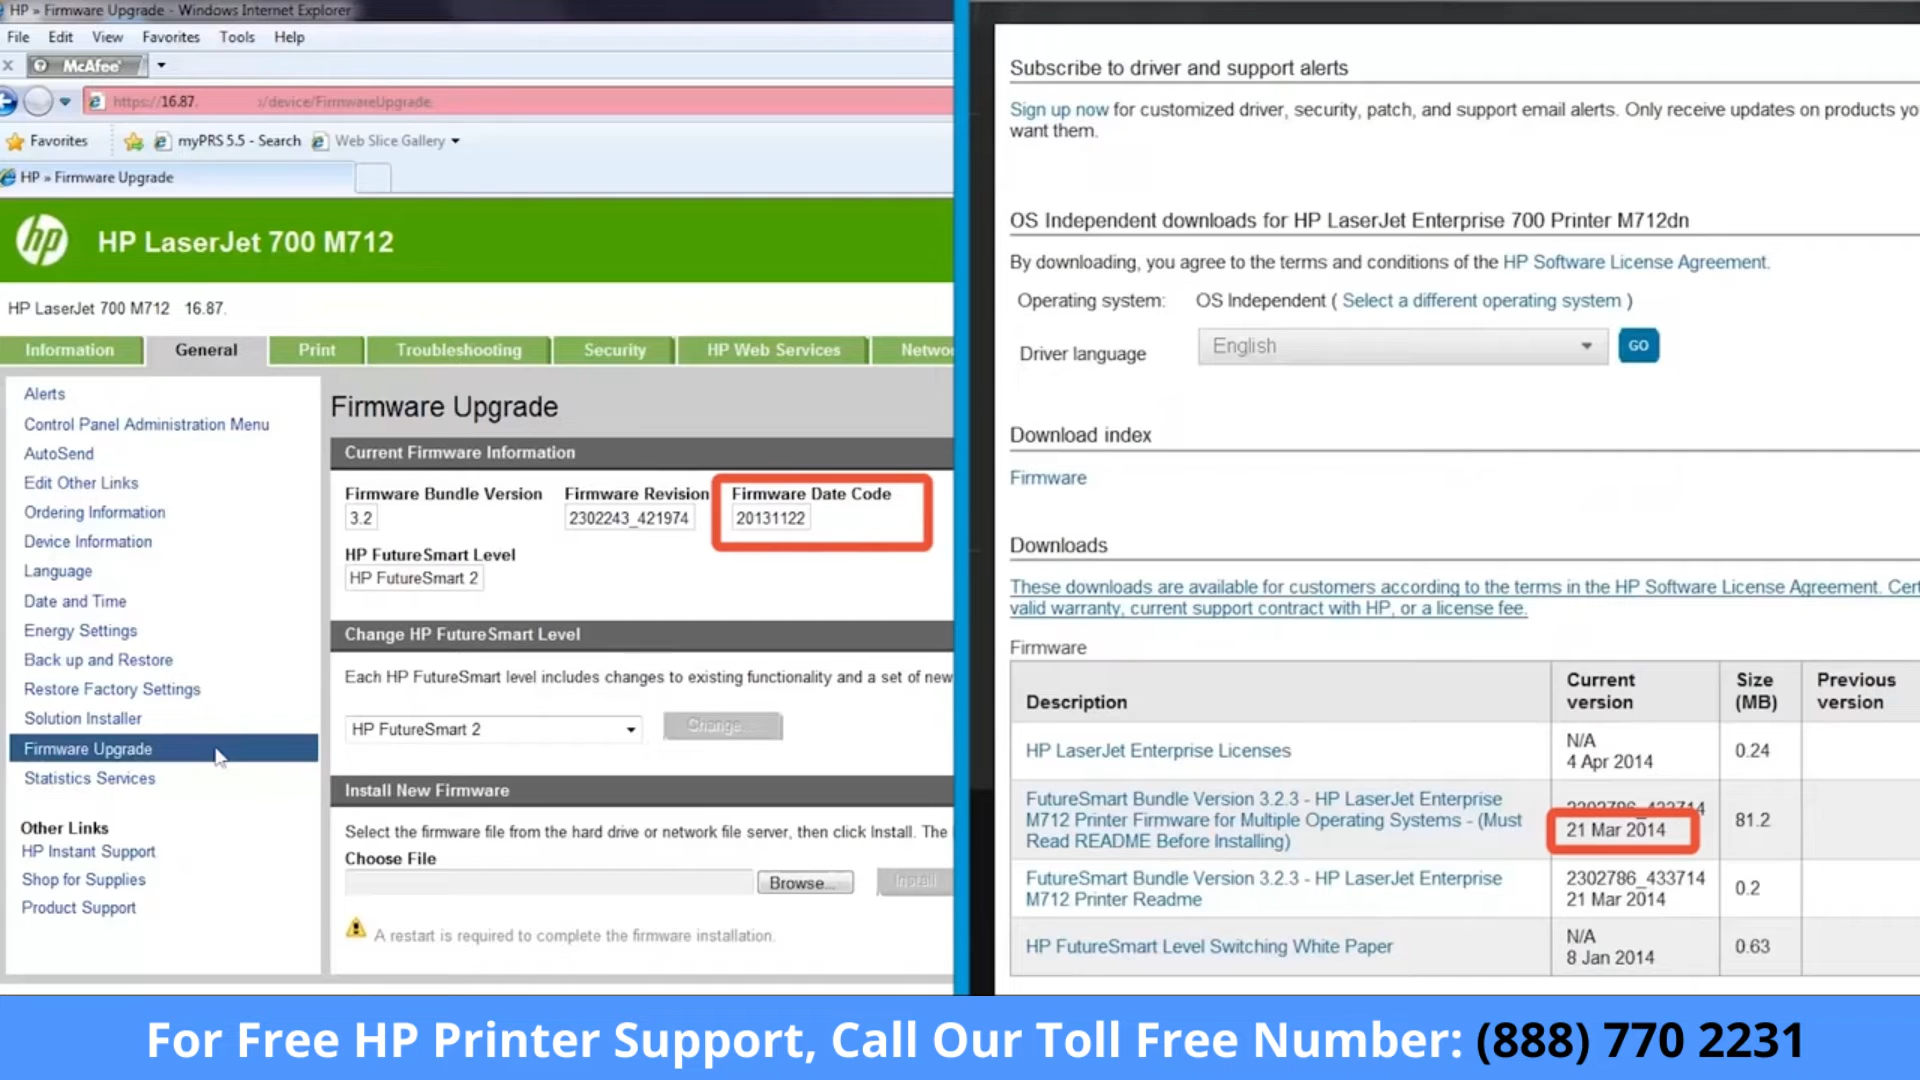 HP » Firmware Upgrade - Windows Internet Explorer
File Edit View Favorites Tools Help
x McAfee
https://16.87. /device/FirmwareUpgrade
Favorites myPRS 5.5 - Search Web Slice Gallery
HP » Firmware Upgrade
hp HP LaserJet 700 M712
HP LaserJet 700 M712 16.87.
Information General Print Troubleshooting Security HP Web Services Netwo
Alerts
Control Panel Administration Menu
AutoSend
Edit Other Links
Ordering Information
Device Information
Language
Date and Time
Energy Settings
Back up and Restore
Restore Factory Settings
Solution Installer
Firmware Upgrade
Statistics Services
Other Links
HP Instant Support
Shop for Supplies
Product Support
Firmware Upgrade
Current Firmware Information
Firmware Bundle Version Firmware Revision Firmware Date Code
3.2 2302243_421974 20131122
HP FutureSmart Level
HP FutureSmart 2
Change HP FutureSmart Level
Each HP FutureSmart level includes changes to existing functionality and a set of new
HP FutureSmart 2 Change...
Install New Firmware
Select the firmware file from the hard drive or network file server, then click Install. The
Choose File
Browse... Install
A restart is required to complete the firmware installation.
Subscribe to driver and support alerts
Sign up now for customized driver, security, patch, and support email alerts. Only receive updates on products yo
want them.
OS Independent downloads for HP LaserJet Enterprise 700 Printer M712dn
By downloading, you agree to the terms and conditions of the HP Software License Agreement.
Operating system: OS Independent ( Select a different operating system )
Driver language English GO
Download index
Firmware
Downloads
These downloads are available for customers according to the terms in the HP Software License Agreement. Cert
valid warranty, current support contract with HP, or a license fee.
Firmware
Description Current version Size (MB) Previous version
HP LaserJet Enterprise Licenses N/A 4 Apr 2014 0.24
FutureSmart Bundle Version 3.2.3 - HP LaserJet Enterprise
M712 Printer Firmware for Multiple Operating Systems - (Must
Read README Before Installing)
21 Mar 2014
81.2
FutureSmart Bundle Version 3.2.3 - HP LaserJet Enterprise
M712 Printer Readme
2302786_433714
21 Mar 2014
0.2
HP FutureSmart Level Switching White Paper N/A 8 Jan 2014 0.63
For Free HP Printer Support, Call Our Toll Free Number: (888) 770 2231